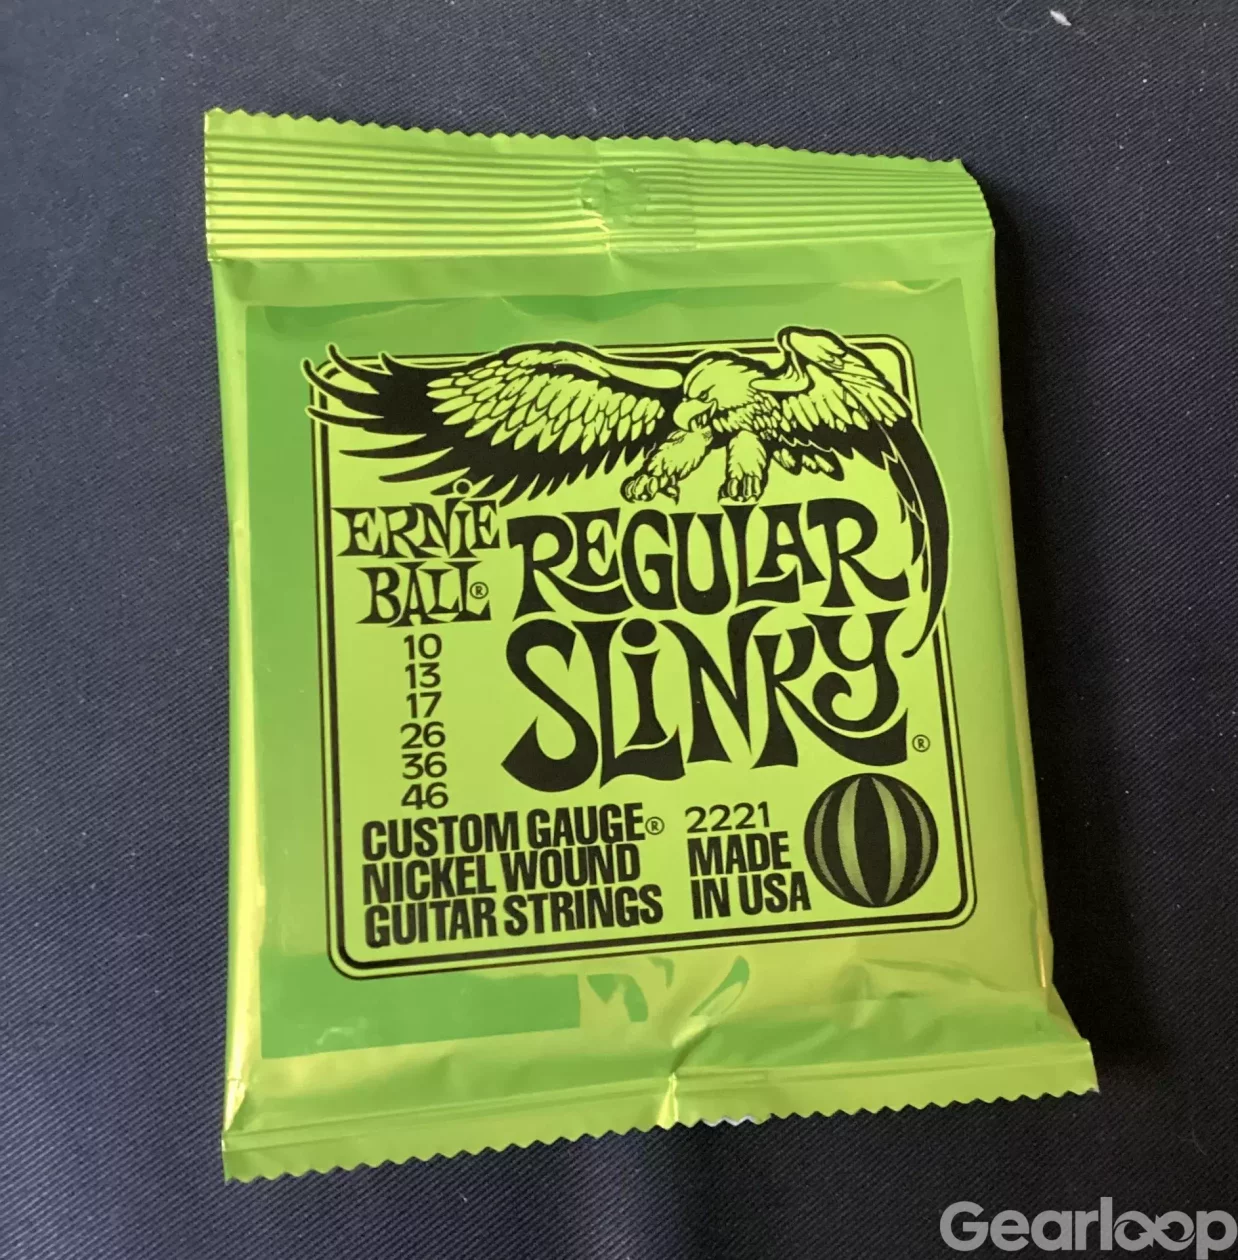 ERNIE
BALL®
REGULAR
SLINKY®
10
13
17
26
36
46
CUSTOM GAUGE®
NICKEL WOUND
GUITAR STRINGS
2221
MADE
IN USA
Gearloop